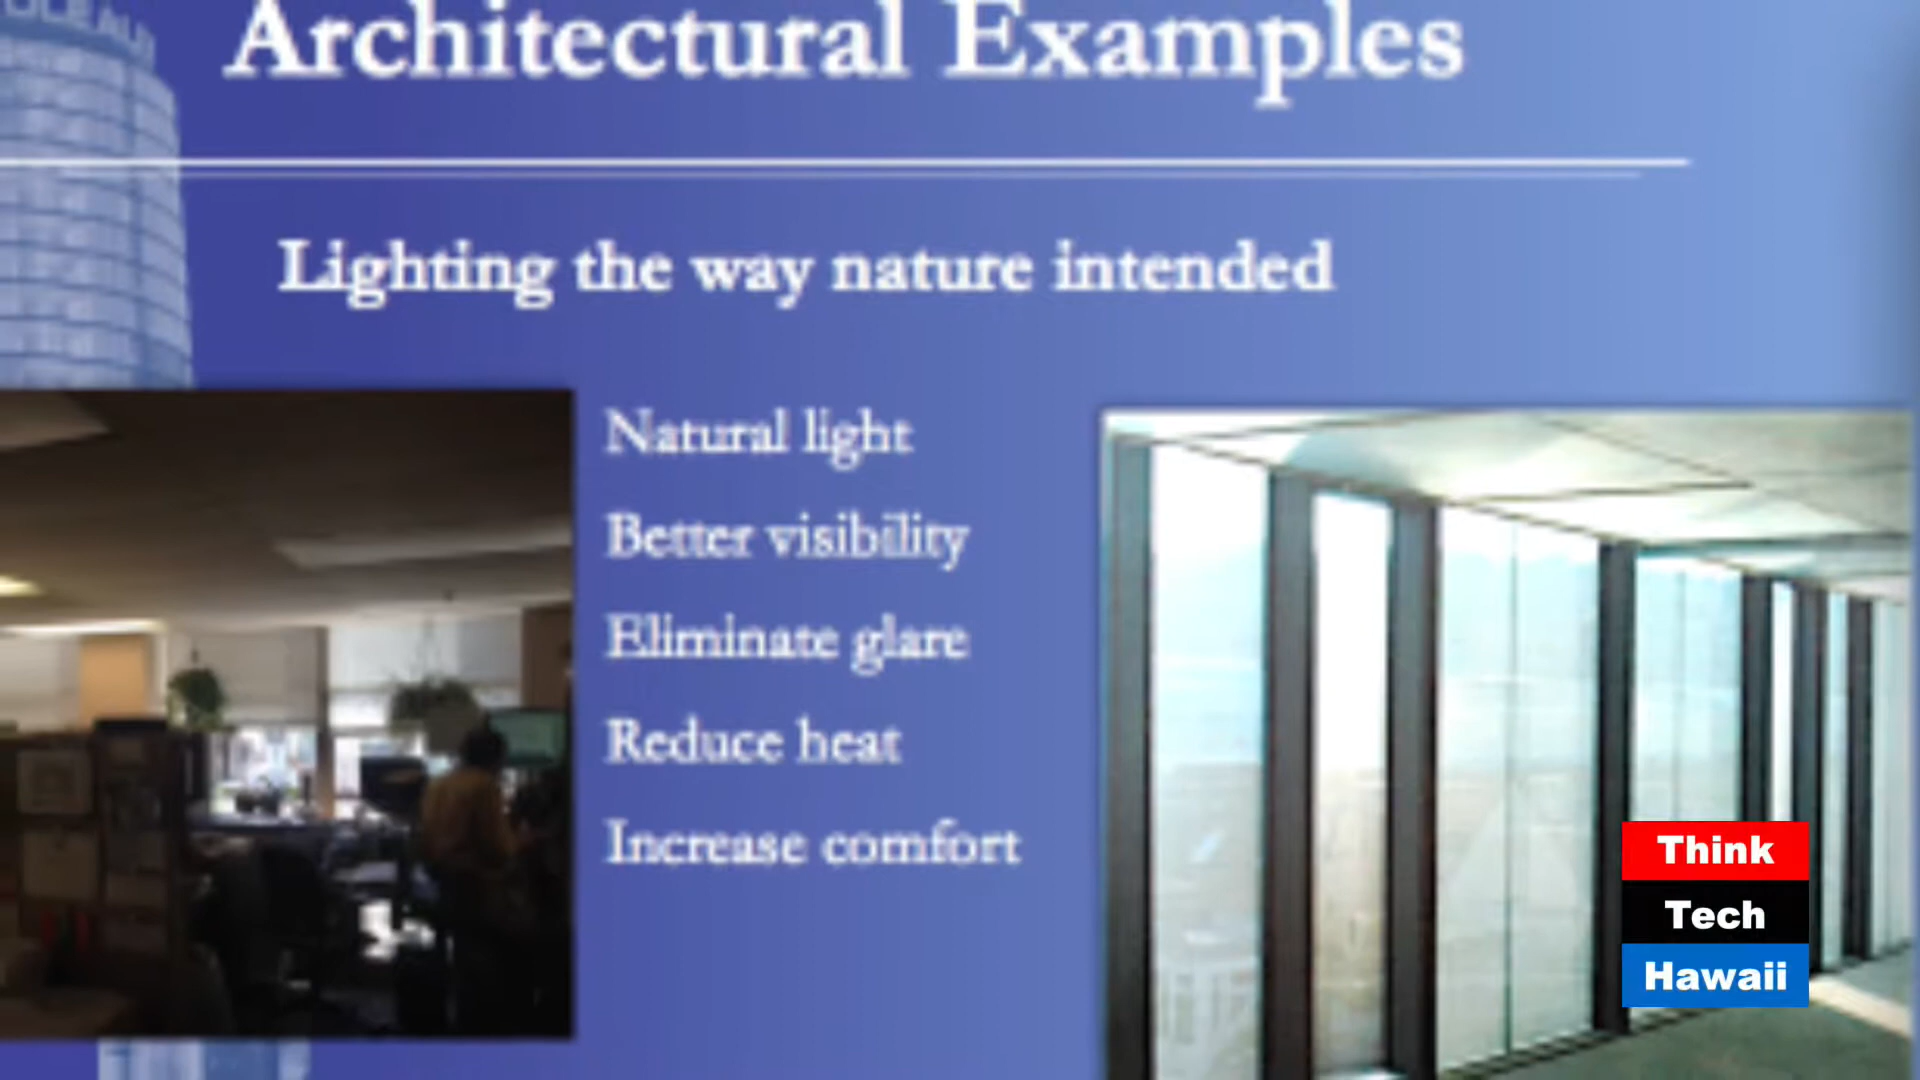 Architectural Examples
Lighting the way nature intended
Natural light
Better visibility
Eliminate glare
Reduce heat
Increase comfort
Think
Tech
Hawaii